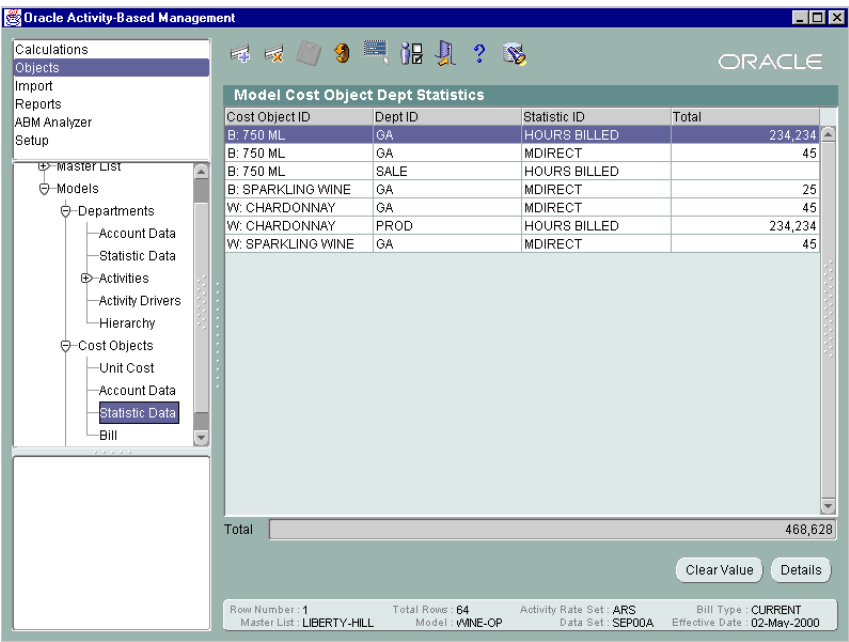 Oracle Activity-Based Management
Calculations
Objects
Import
Reports
ABM Analyzer
Setup
Master List
Models
Departments
Account Data
Statistic Data
Activities
Activity Drivers
Hierarchy
Cost Objects
Unit Cost
Account Data
Statistic Data
Bill
ORACLE
Model Cost Object Dept Statistics
Cost Object ID Dept ID Statistic ID Total
B: 750 ML GA HOURS BILLED 234,234
B: 750 ML GA MDIRECT 45
B: 750 ML SALE HOURS BILLED
B: SPARKLING WINE GA MDIRECT 25
W: CHARDONNAY GA MDIRECT 45
W: CHARDONNAY PROD HOURS BILLED 234,234
W: SPARKLING WINE GA MDIRECT 45
Total 468,628
Clear Value Details
Row Number : 1 Total Rows : 64 Activity Rate Set : ARS Bill Type : CURRENT
Master List : LIBERTY-HILL Model : WINE-OP Data Set : SEP00A Effective Date : 02-May-2000